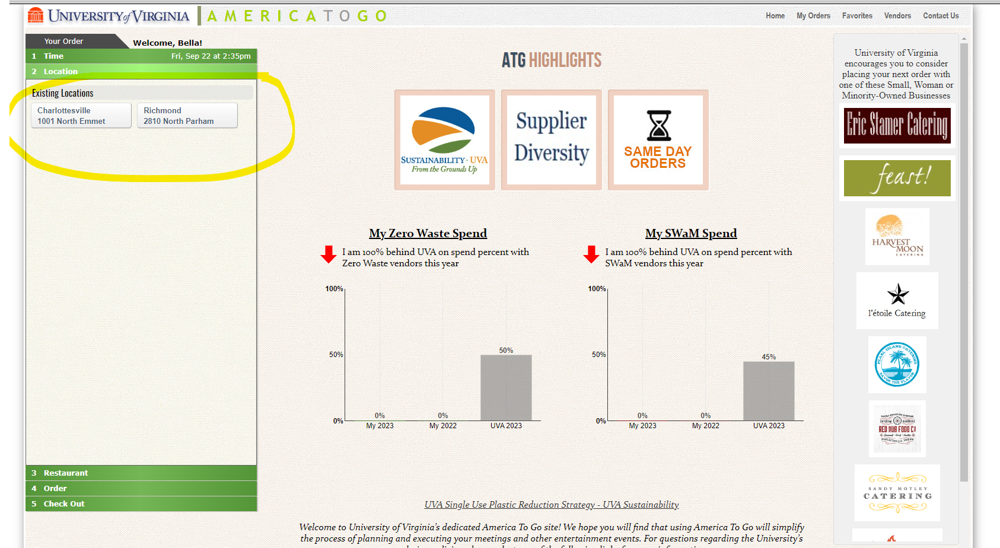 UNIVERSITY of VIRGINIA
AMERICATOGO
Home My Orders Favorites Vendors Contact Us
Your Order
Welcome, Bella!
1 Time Fri, Sep 22 at 2:35pm
2 Location
Existing Locations
Charlottesville
1001 North Emmet
Richmond
2810 North Parham
3 Restaurant
4 Order
5 Check Out
ATG HIGHLIGHTS
SUSTAINABILITY · UVA
From the Grounds Up
Supplier
Diversity
SAME DAY
ORDERS
My Zero Waste Spend
I am 100% behind UVA on spend percent with
Zero Waste vendors this year
100%
50%
0%
0%
0%
50%
My 2023
My 2022
UVA 2023
My SWaM Spend
I am 100% behind UVA on spend percent with
SWaM vendors this year
100%
50%
0%
0%
0%
45%
My 2023
My 2022
UVA 2023
UVA Single Use Plastic Reduction Strategy - UVA Sustainability
Welcome to University of Virginia's dedicated America To Go site! We hope you will find that using America To Go will simplify
the process of planning and executing your meetings and other entertainment events. For questions regarding the University's
University of Virginia
encourages you to consider
placing your next order with
one of these Small, Woman or
Minority-Owned Businesses
Eric Stamer Catering
feast!
HARVEST
MOON
CATERING
l'étoile Catering
PEARL ISLAND CATERING
SAVOR THE FLAVOR
CATERING
RED HUB FOOD CO
CHARLOTTESVILLE, VIRGINIA
SANDY MOTLEY
CATERING